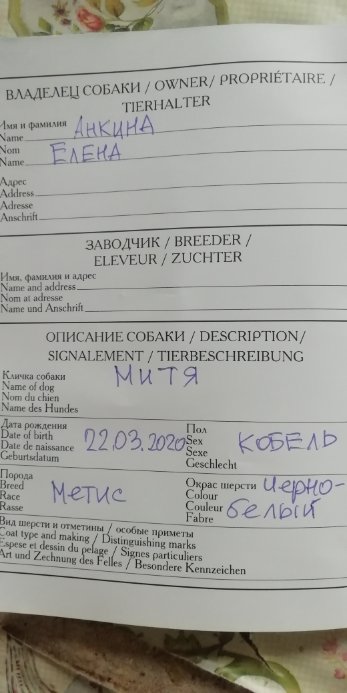 ВЛАДЕЛЕЦ СОБАКИ / OWNER/ PROPRIÉTAIRE /
TIERHALTER
Имя и фамилия
Name АНКИНА
Nom
Name ЕЛЕНА
Адрес
Address
Adresse
Anschrift
ЗАВОДЧИК / BREEDER /
ELEVEUR / ZUCHTER
Имя, фамилия и адрес
Name and address
Nom at adresse
Name und Anschrift
ОПИСАНИЕ СОБАКИ / DESCRIPTION/
SIGNALEMENT / TIERBESCHREIBUNG
Кличка собаки МИТЯ
Name of dog
Nom du chien
Name des Hundes
Дата рождения
Date of birth 22.03.2020
Date de naissance
Geburtsdatum
Пол
Sex КОБЕЛЬ
Sexe
Geschlecht
Порода
Breed Метис
Race
Rasse
Окрас шерсти Черно-
Colour
Couleur белый
Fabre
Вид шерсти и отметины / особые приметы
Coat type and making / Distinguishing marks
Espese et dessin du pelage / Signes particuliers
Art und Zechnung des Felles / Besondere Kennzeichen